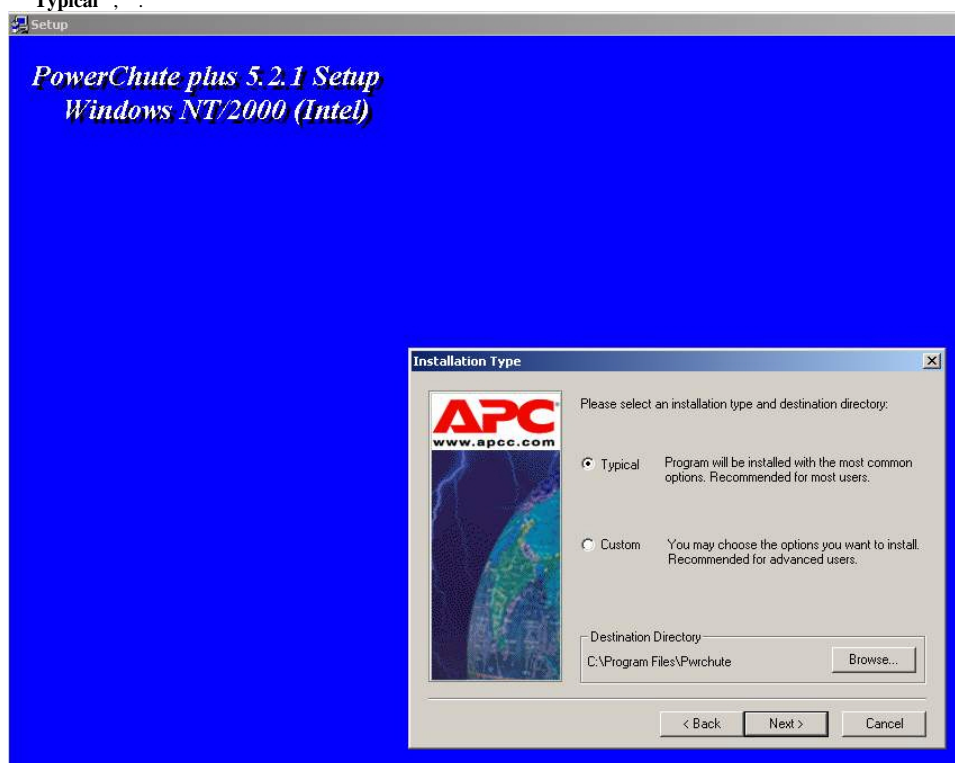 Typical , .
Setup
PowerChute plus 5.2.1 Setup
Windows NT/2000 (Intel)
Installation Type
APC
www.apcc.com
Please select an installation type and destination directory:
Typical Program will be installed with the most common
options. Recommended for most users.
Custom You may choose the options you want to install.
Recommended for advanced users.
Destination Directory
C:\Program Files\Pwrchute
Browse...
< Back
Next >
Cancel